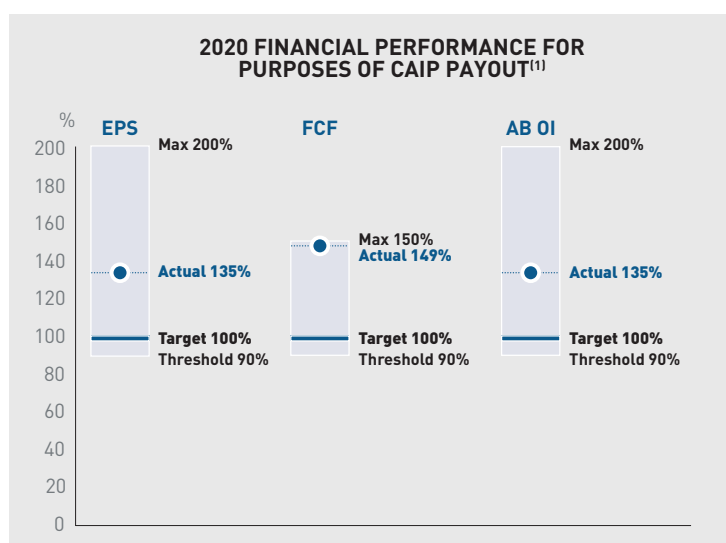 2020 FINANCIAL PERFORMANCE FOR
PURPOSES OF CAIP PAYOUT(1)
%
EPS
FCF
AB OI
200
180
160
140
120
100
80
60
40
20
0
Max 200%
Actual 135%
Target 100%
Threshold 90%
Max 150%
Actual 149%
Target 100%
Threshold 90%
Max 200%
Actual 135%
Target 100%
Threshold 90%